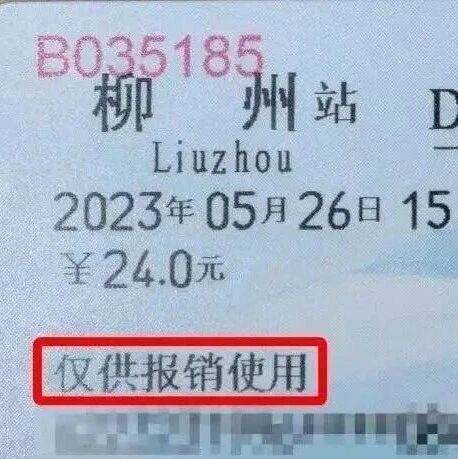 B035185
柳 州站 D
Liuzhou
2023年05月26日 15
￥24.0元
仅供报销使用